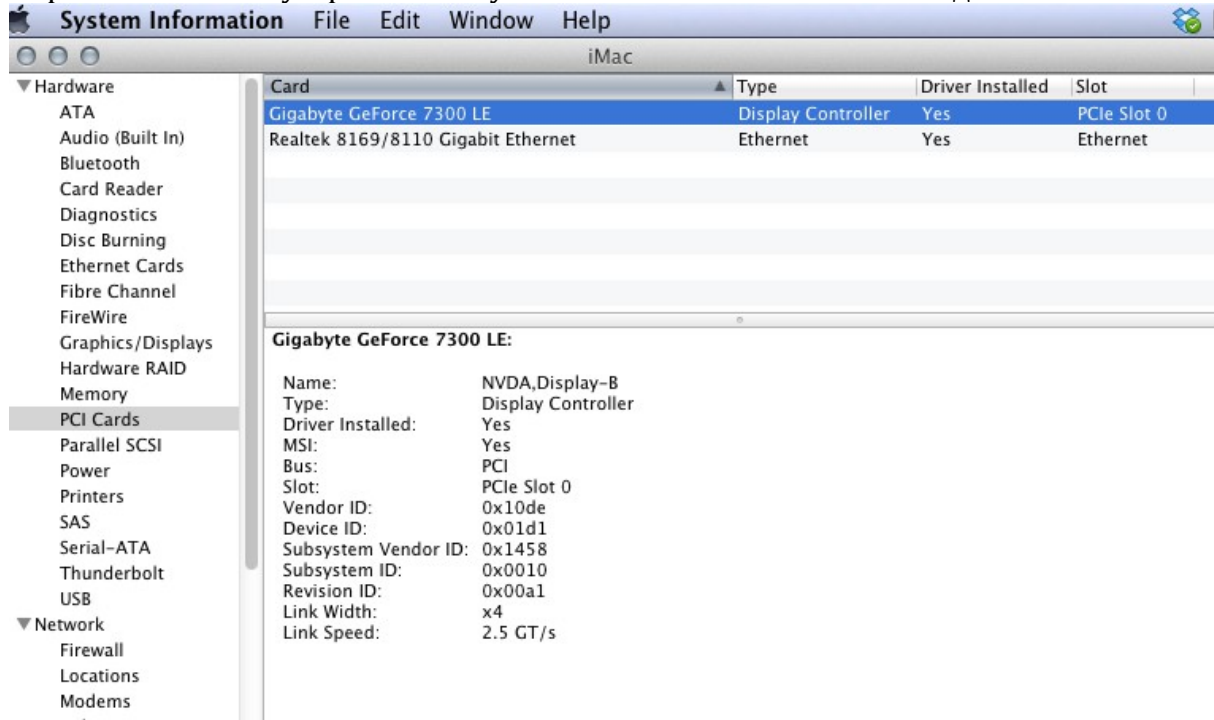 System Information File Edit Window Help
iMac
Hardware
ATA
Audio (Built In)
Bluetooth
Card Reader
Diagnostics
Disc Burning
Ethernet Cards
Fibre Channel
FireWire
Graphics/Displays
Hardware RAID
Memory
PCI Cards
Parallel SCSI
Power
Printers
SAS
Serial-ATA
Thunderbolt
USB
Network
Firewall
Locations
Modems
Card Type Driver Installed Slot
Gigabyte GeForce 7300 LE Display Controller Yes PCIe Slot 0
Realtek 8169/8110 Gigabit Ethernet Ethernet Yes Ethernet
Gigabyte GeForce 7300 LE:
Name: NVDA,Display-B
Type: Display Controller
Driver Installed: Yes
MSI: Yes
Bus: PCI
Slot: PCIe Slot 0
Vendor ID: 0x10de
Device ID: 0x01d1
Subsystem Vendor ID: 0x1458
Subsystem ID: 0x0010
Revision ID: 0x00a1
Link Width: x4
Link Speed: 2.5 GT/s